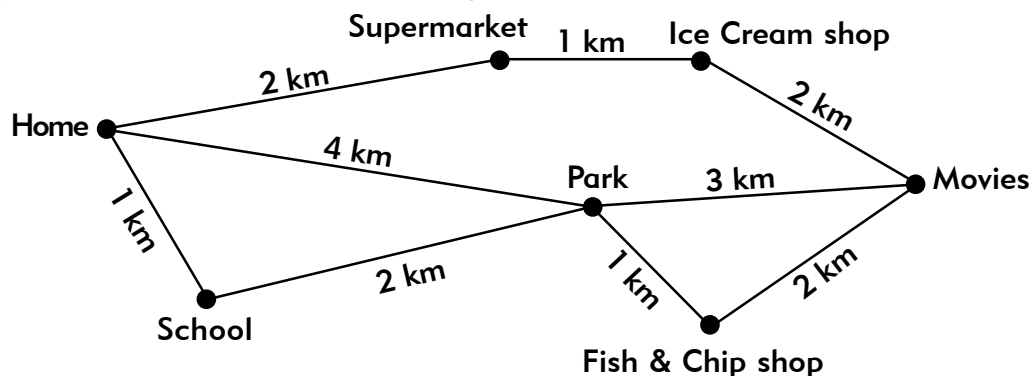 Supermarket
1 km
Ice Cream shop
2 km
2 km
Home
4 km
Park
3 km
Movies
1 km
2 km
1 km
2 km
School
Fish & Chip shop